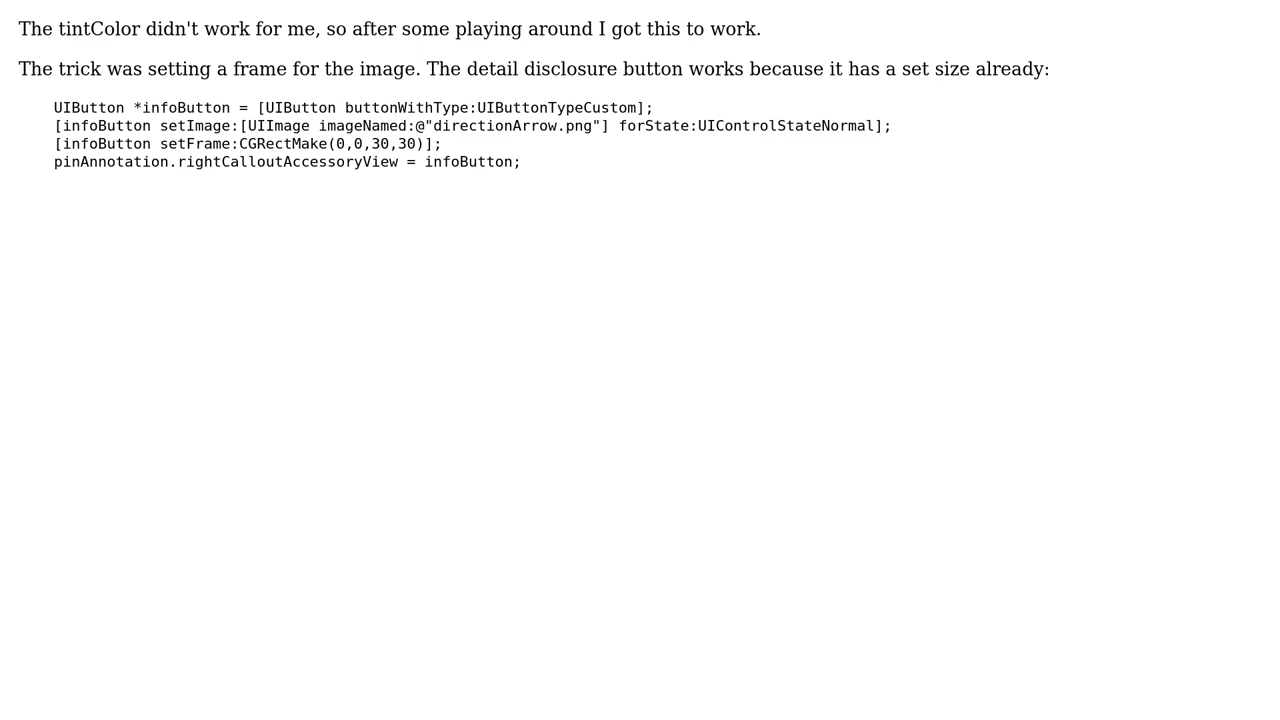 The tintColor didn't work for me, so after some playing around I got this to work.
The trick was setting a frame for the image. The detail disclosure button works because it has a set size already:
UIButton *infoButton = [UIButton buttonWithType:UIButtonTypeCustom];
[infoButton setImage:[UIImage imageNamed:@"directionArrow.png"] forState:UIControlStateNormal];
[infoButton setFrame:CGRectMake(0,0,30,30)];
pinAnnotation.rightCalloutAccessoryView = infoButton;